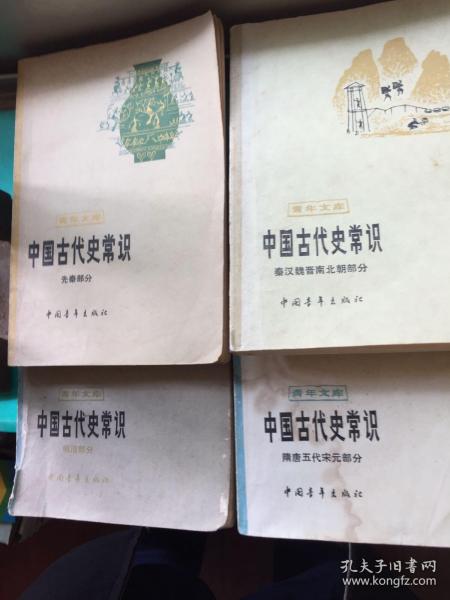 青年文库
中国古代史常识
先秦部分
中国青年出版社
青年文库
中国古代史常识
秦汉魏晋南北朝部分
中国青年出版社
青年文库
中国古代史常识
明清部分
中国青年出版社
青年文库
中国古代史常识
隋唐五代宋元部分
中国青年出版社
孔夫子旧书网
www.kongfz.com